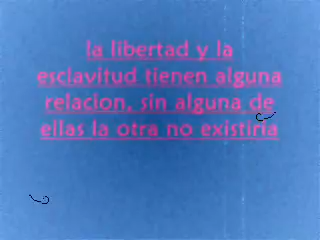 la libertad y la
esclavitud tienen alguna
relacion, sin alguna de
ellas la otra no existiria